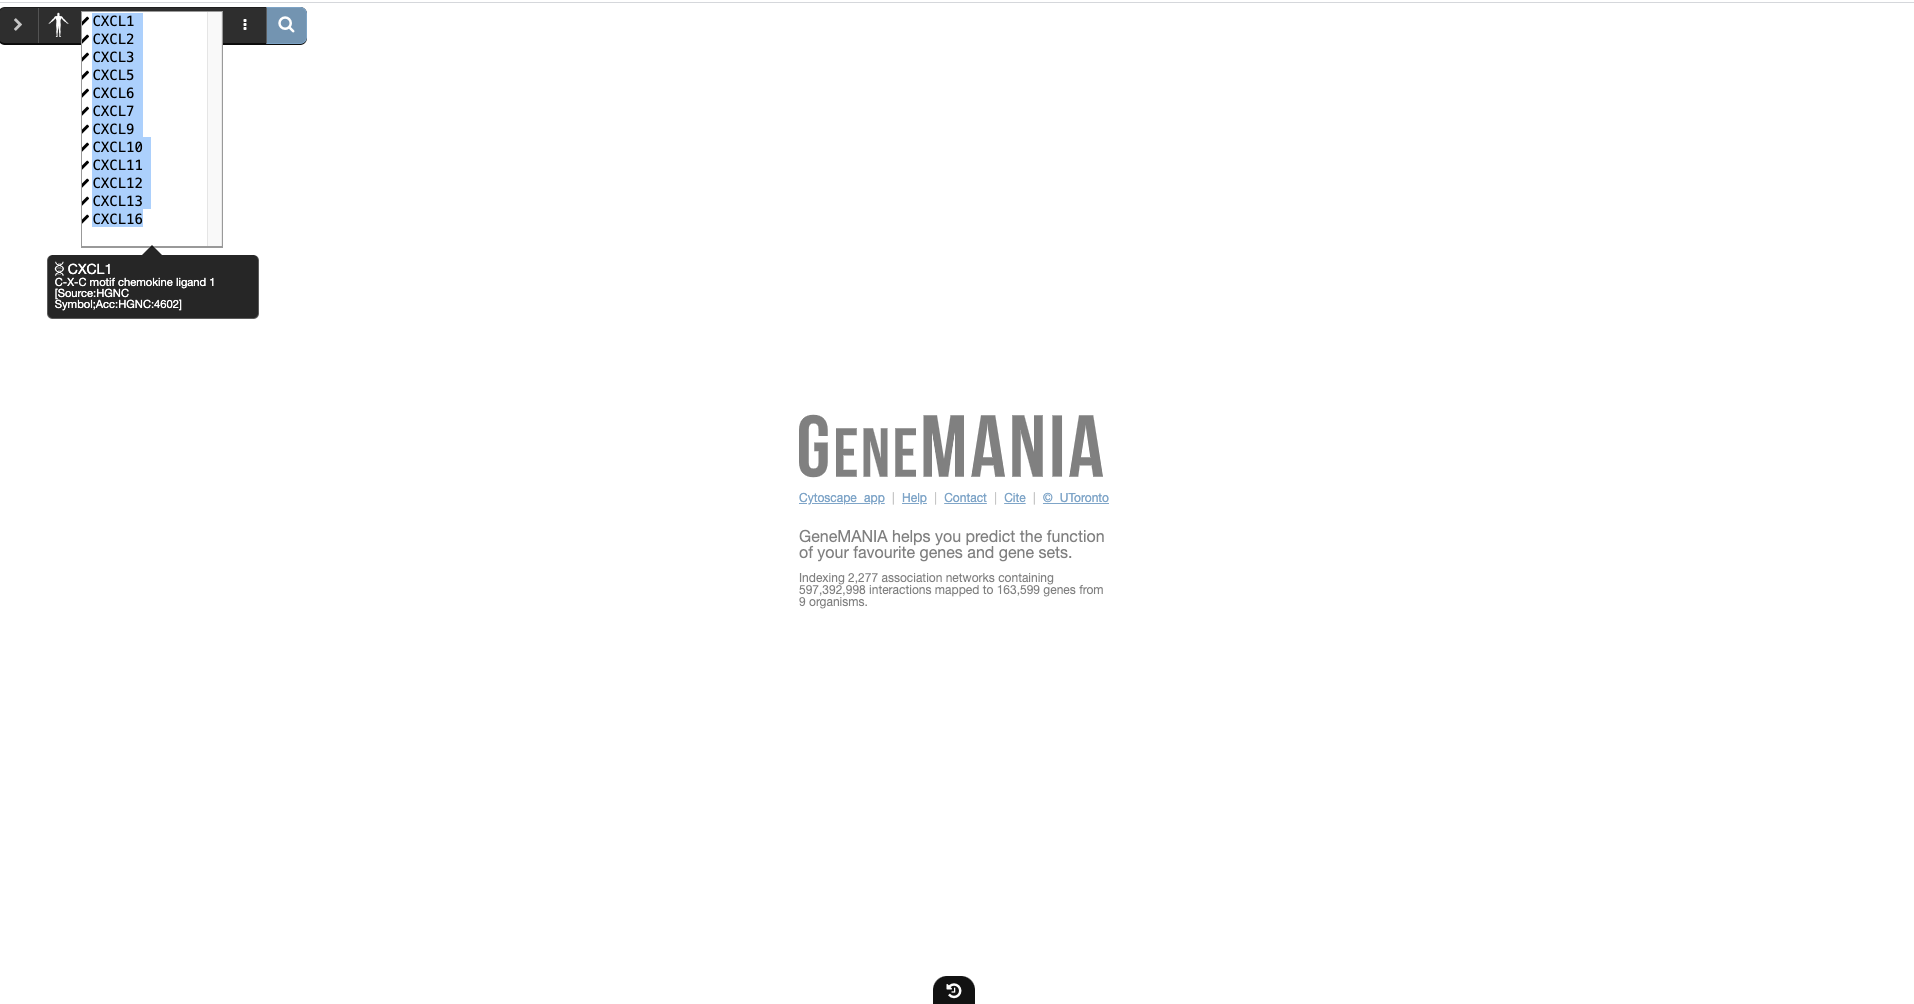 CXCL1
CXCL2
CXCL3
CXCL5
CXCL6
CXCL7
CXCL9
CXCL10
CXCL11
CXCL12
CXCL13
CXCL16
CXCL1
C-X-C motif chemokine ligand 1
[Source:HGNC
Symbol;Acc:HGNC:4602]
GENEMANIA
Cytoscape app | Help | Contact | Cite | © UToronto
GeneMANIA helps you predict the function
of your favourite genes and gene sets.
Indexing 2,277 association networks containing
597,392,998 interactions mapped to 163,599 genes from
9 organisms.